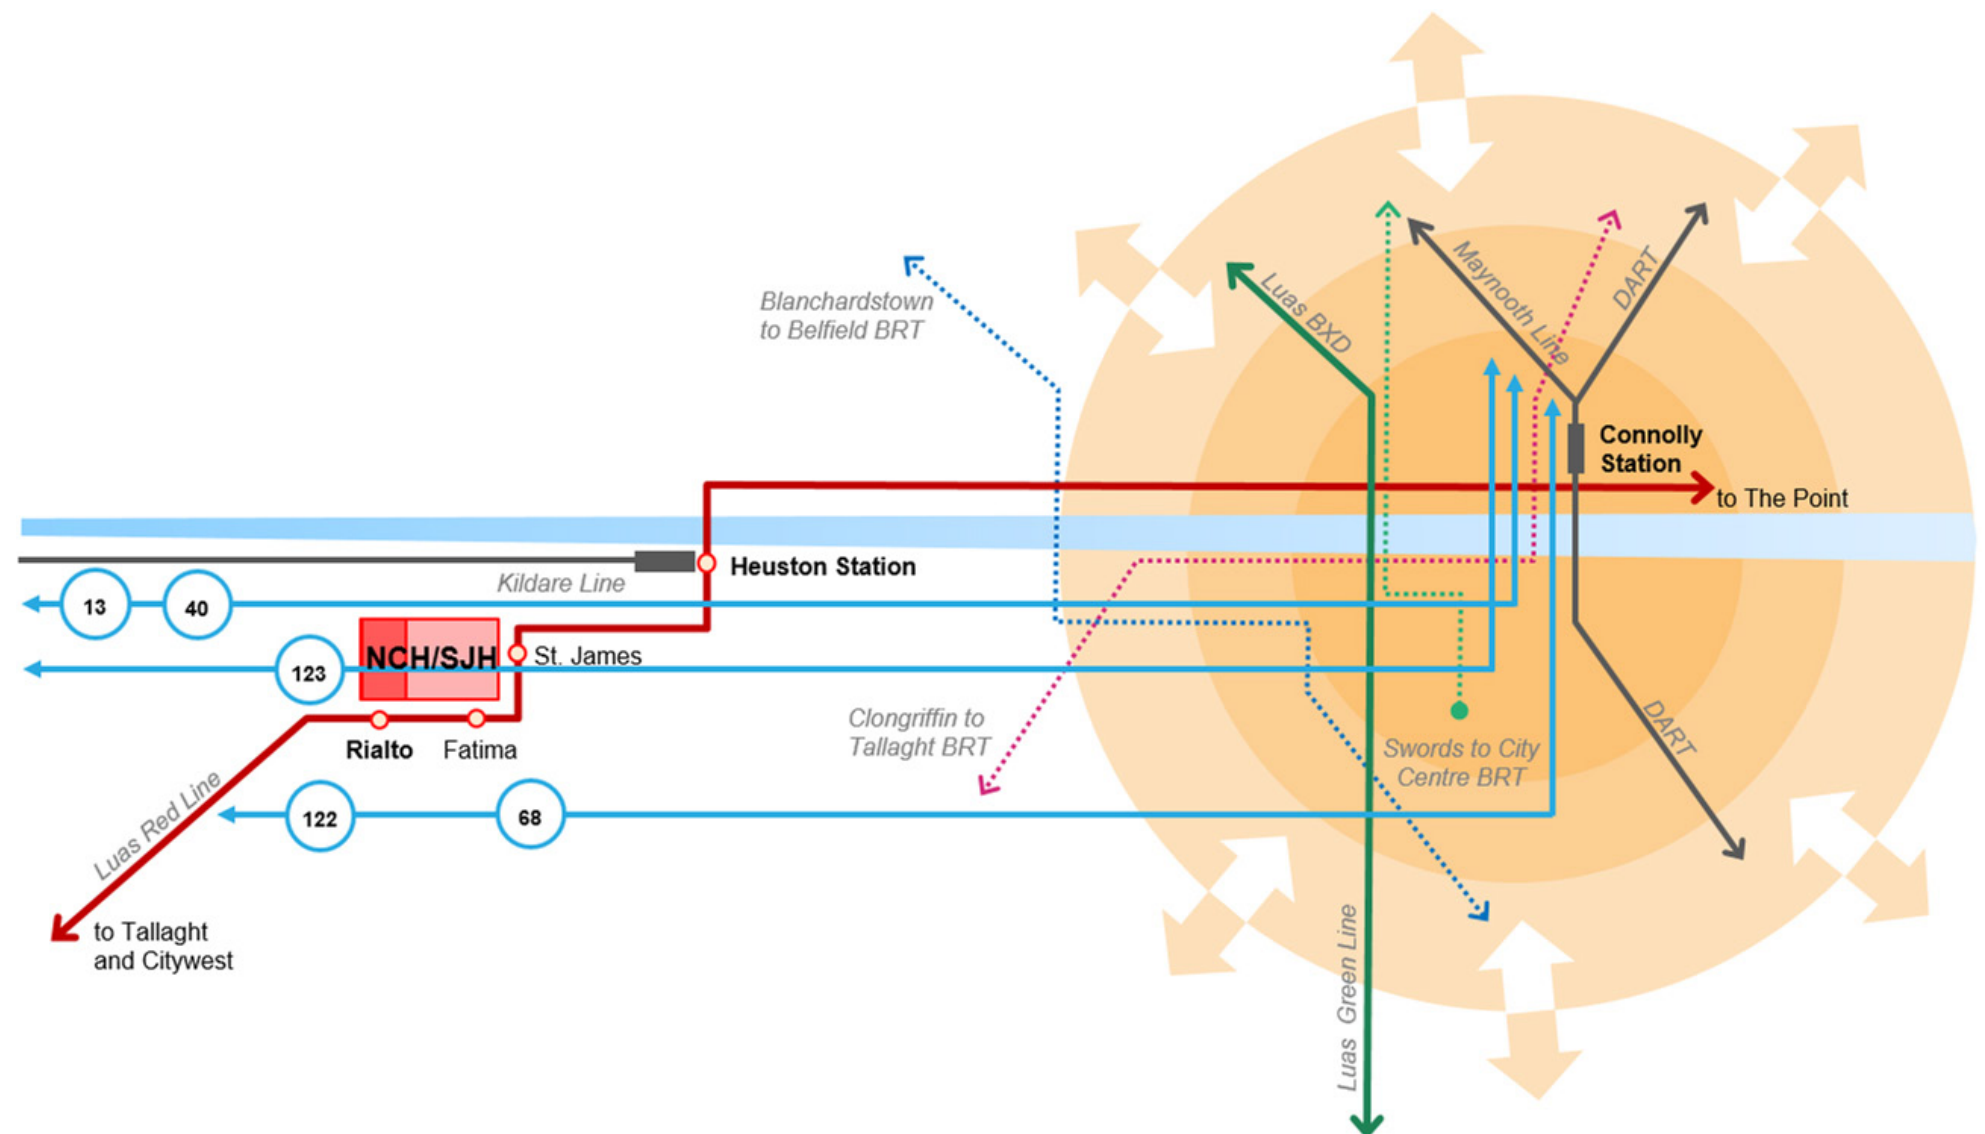 Maynooth Line
DART
Luas BXD
Blanchardstown
to Belfield BRT
Connolly
Station
to The Point
Heuston Station
Kildare Line
13
40
NCH/SJH
St. James
123
Clongriffin to
Tallaght BRT
Swords to City
Centre BRT
DART
Rialto
Fatima
122
68
Luas Red Line
to Tallaght
and Citywest
Luas Green Line